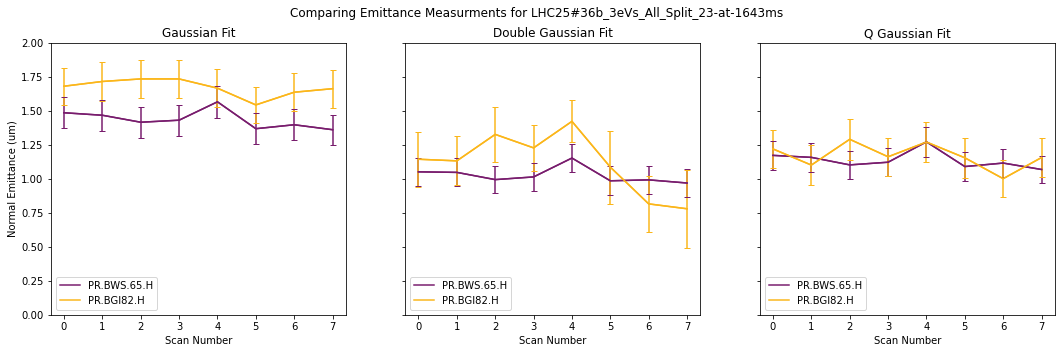 Comparing Emittance Measurments for LHC25#36b_3eVs_All_Split_23-at-1643ms
Gaussian Fit
Double Gaussian Fit
Q Gaussian Fit
Normal Emittance (um)
2.00
1.75
1.50
1.25
1.00
0.75
0.50
0.25
0.00
PR.BWS.65.H
PR.BGI82.H
0 1 2 3 4 5 6 7
Scan Number
PR.BWS.65.H
PR.BGI82.H
0 1 2 3 4 5 6 7
Scan Number
PR.BWS.65.H
PR.BGI82.H
0 1 2 3 4 5 6 7
Scan Number